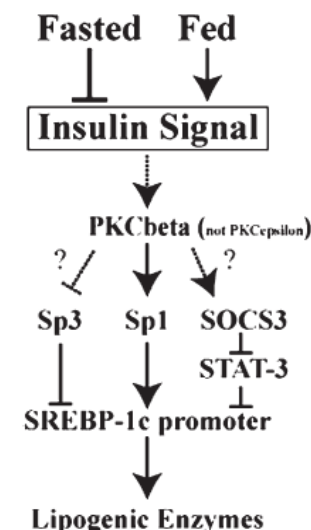 Fasted Fed
Insulin Signal
PKCbeta (not PKCepsilon)
? ?
Sp3 Sp1 SOCS3
STAT-3
SREBP-1c promoter
Lipogenic Enzymes